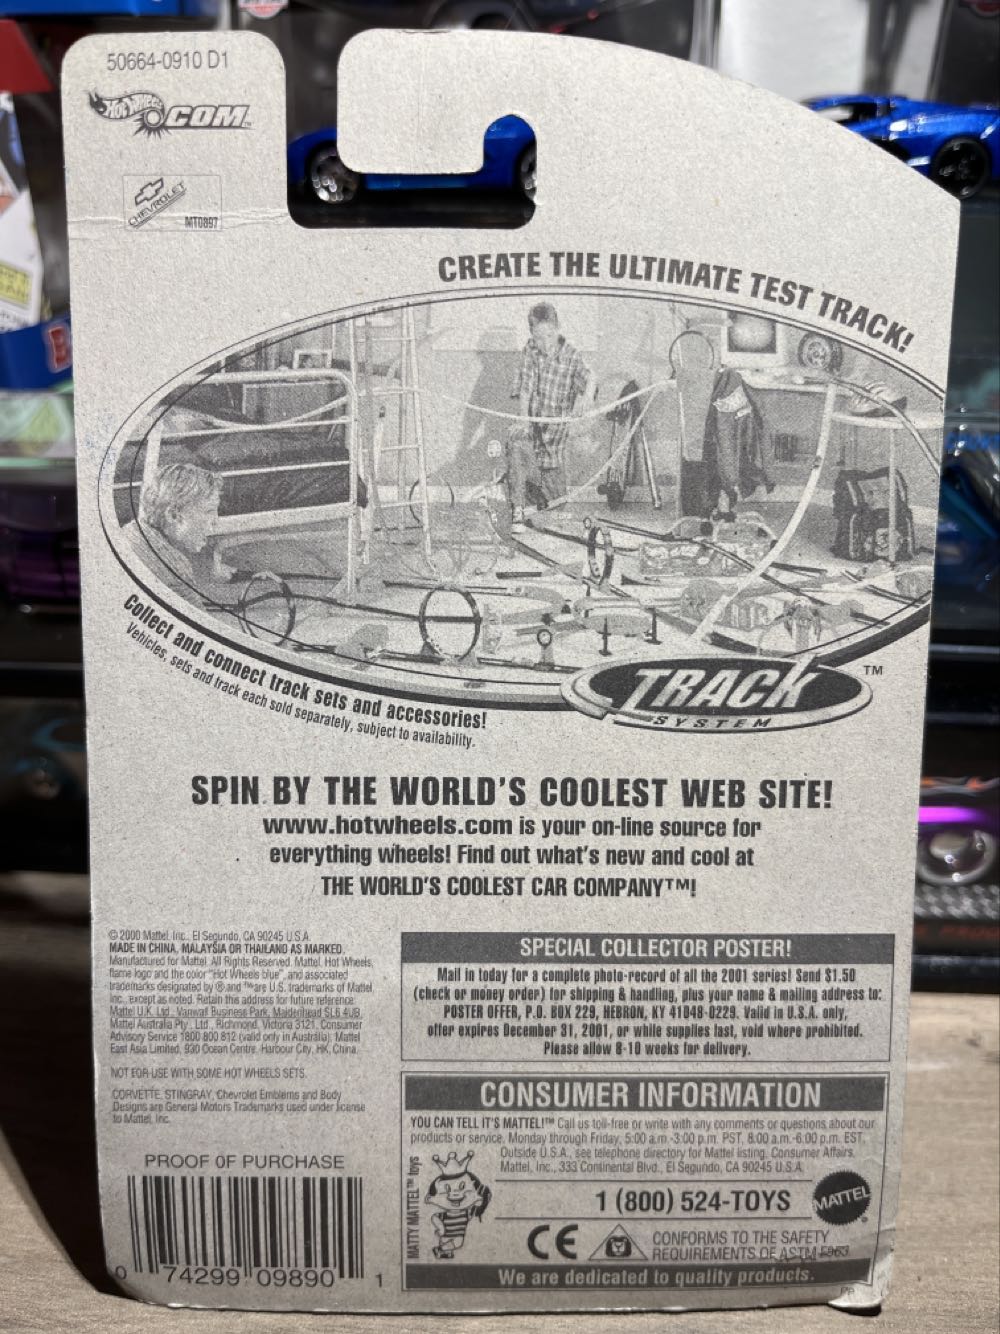 50664-0910 D1
Hot Wheels
.COM™
CHEVROLET
MT0897
CREATE THE ULTIMATE TEST TRACK!
Collect and connect track sets and accessories!
Vehicles, sets and track each sold separately, subject to availability.
TRACK™
SYSTEM
SPIN BY THE WORLD'S COOLEST WEB SITE!
www.hotwheels.com is your on-line source for
everything wheels! Find out what's new and cool at
THE WORLD'S COOLEST CAR COMPANY™!
© 2000 Mattel, Inc., El Segundo, CA 90245 U.S.A.
MADE IN CHINA, MALAYSIA OR THAILAND AS MARKED.
Manufactured for Mattel. All Rights Reserved. Mattel, Hot Wheels,
flame logo and the color "Hot Wheels blue", and associated
trademarks designated by ® and ™ are U.S. trademarks of Mattel,
Inc., except as noted. Retain this address for future reference:
Mattel U.K. Ltd., Vanwall Business Park, Maidenhead SL6 4UB.
Mattel Australia Pty., Ltd., Richmond, Victoria 3121. Consumer
Advisory Service 1800 800 812 (valid only in Australia). Mattel
East Asia Limited, 930 Ocean Centre, Harbour City, HK, China.
NOT FOR USE WITH SOME HOT WHEELS SETS.
CORVETTE, STINGRAY, Chevrolet Emblems and Body
Designs are General Motors Trademarks used under license
to Mattel, Inc.
PROOF OF PURCHASE
0 74299 09890 1
SPECIAL COLLECTOR POSTER!
Mail in today for a complete photo-record of all the 2001 series! Send $1.50
(check or money order) for shipping & handling, plus your name & mailing address to:
POSTER OFFER, P.O. BOX 229, HEBRON, KY 41048-0229. Valid in U.S.A. only,
offer expires December 31, 2001, or while supplies last, void where prohibited.
Please allow 8-10 weeks for delivery.
CONSUMER INFORMATION
YOU CAN TELL IT'S MATTEL!™ Call us toll-free or write with any comments or questions about our
products or service, Monday through Friday, 5:00 a.m.-3:00 p.m. PST, 8:00 a.m.-6:00 p.m. EST.
Outside U.S.A., see telephone directory for Mattel listing. Consumer Affairs,
Mattel, Inc., 333 Continental Blvd., El Segundo, CA 90245 U.S.A.
MATTY MATTEL™ toys
1 (800) 524-TOYS
MATTEL
CE
CONFORMS TO THE SAFETY
REQUIREMENTS OF ASTM F963
We are dedicated to quality products.